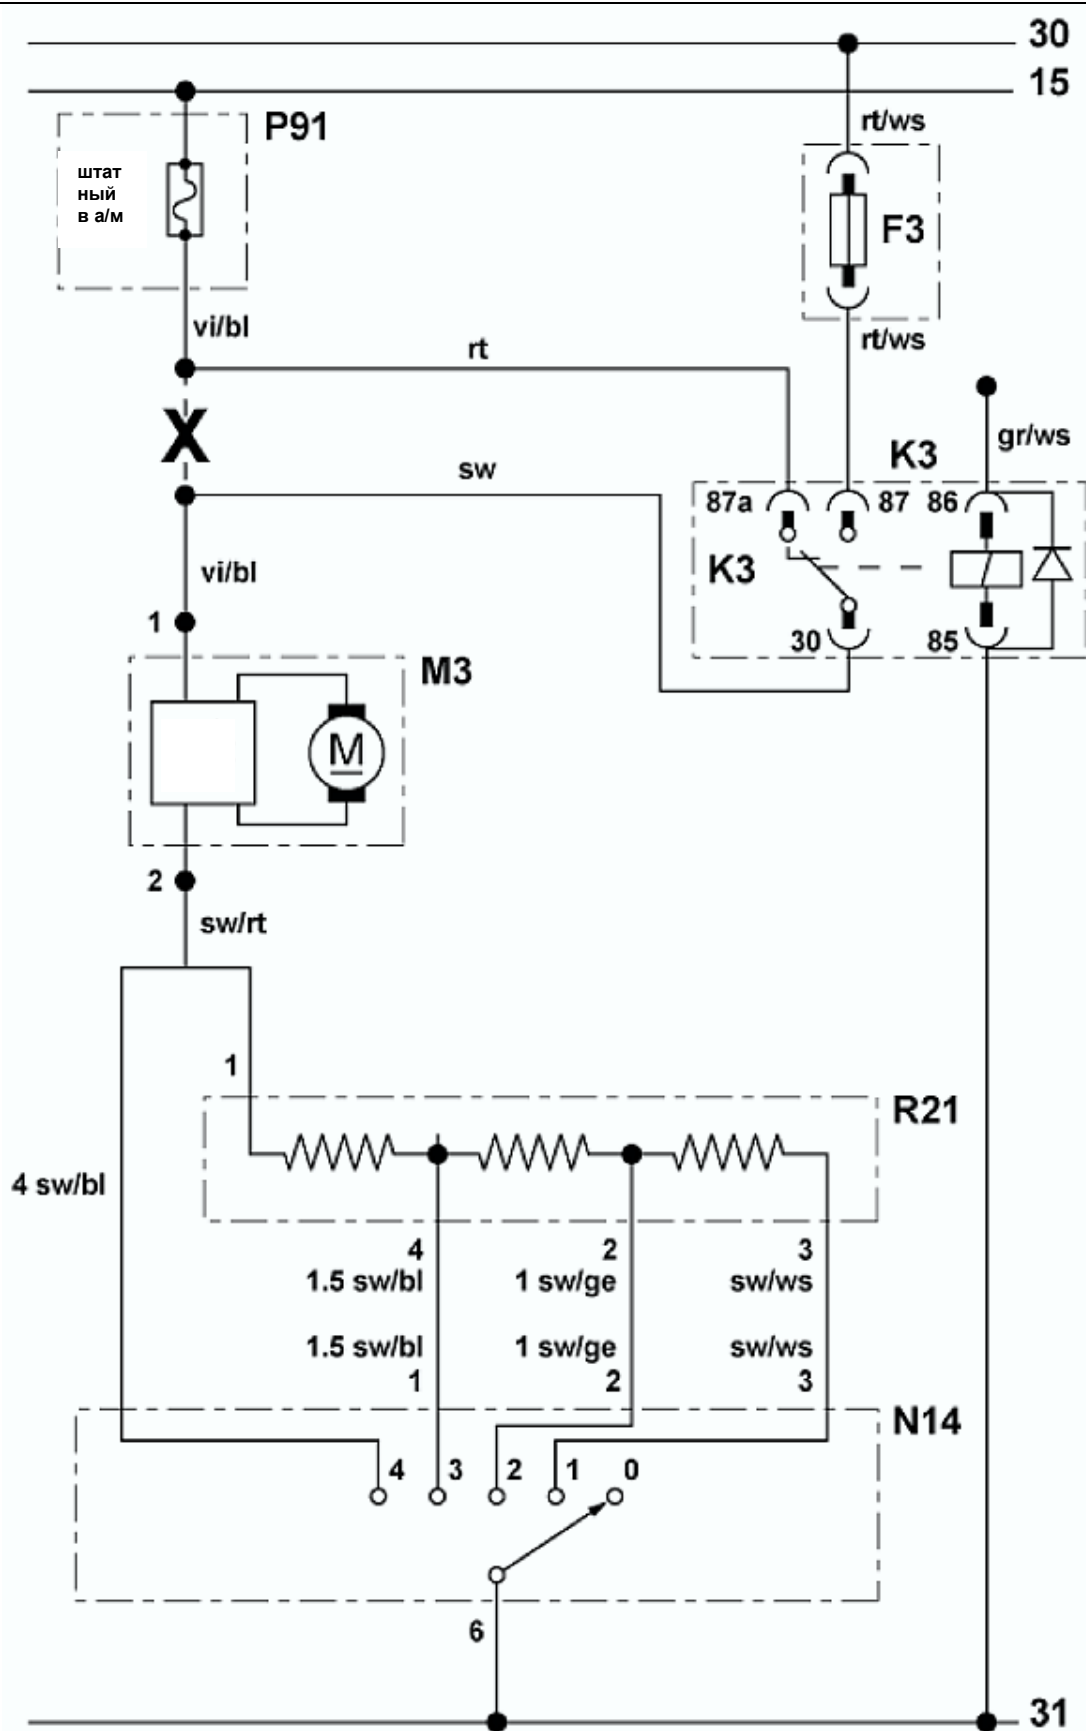 30
15
P91
rt/ws
штат
ный
в а/м
F3
vi/bl
rt/ws
rt
X
gr/ws
K3
sw
87a
87
86
vi/bl
K3
1
30
85
M3
M
2
sw/rt
1
R21
4 sw/bl
4
2
3
1.5 sw/bl
1 sw/ge
sw/ws
1.5 sw/bl
1 sw/ge
sw/ws
1
2
3
N14
4
3
2
1
0
6
31